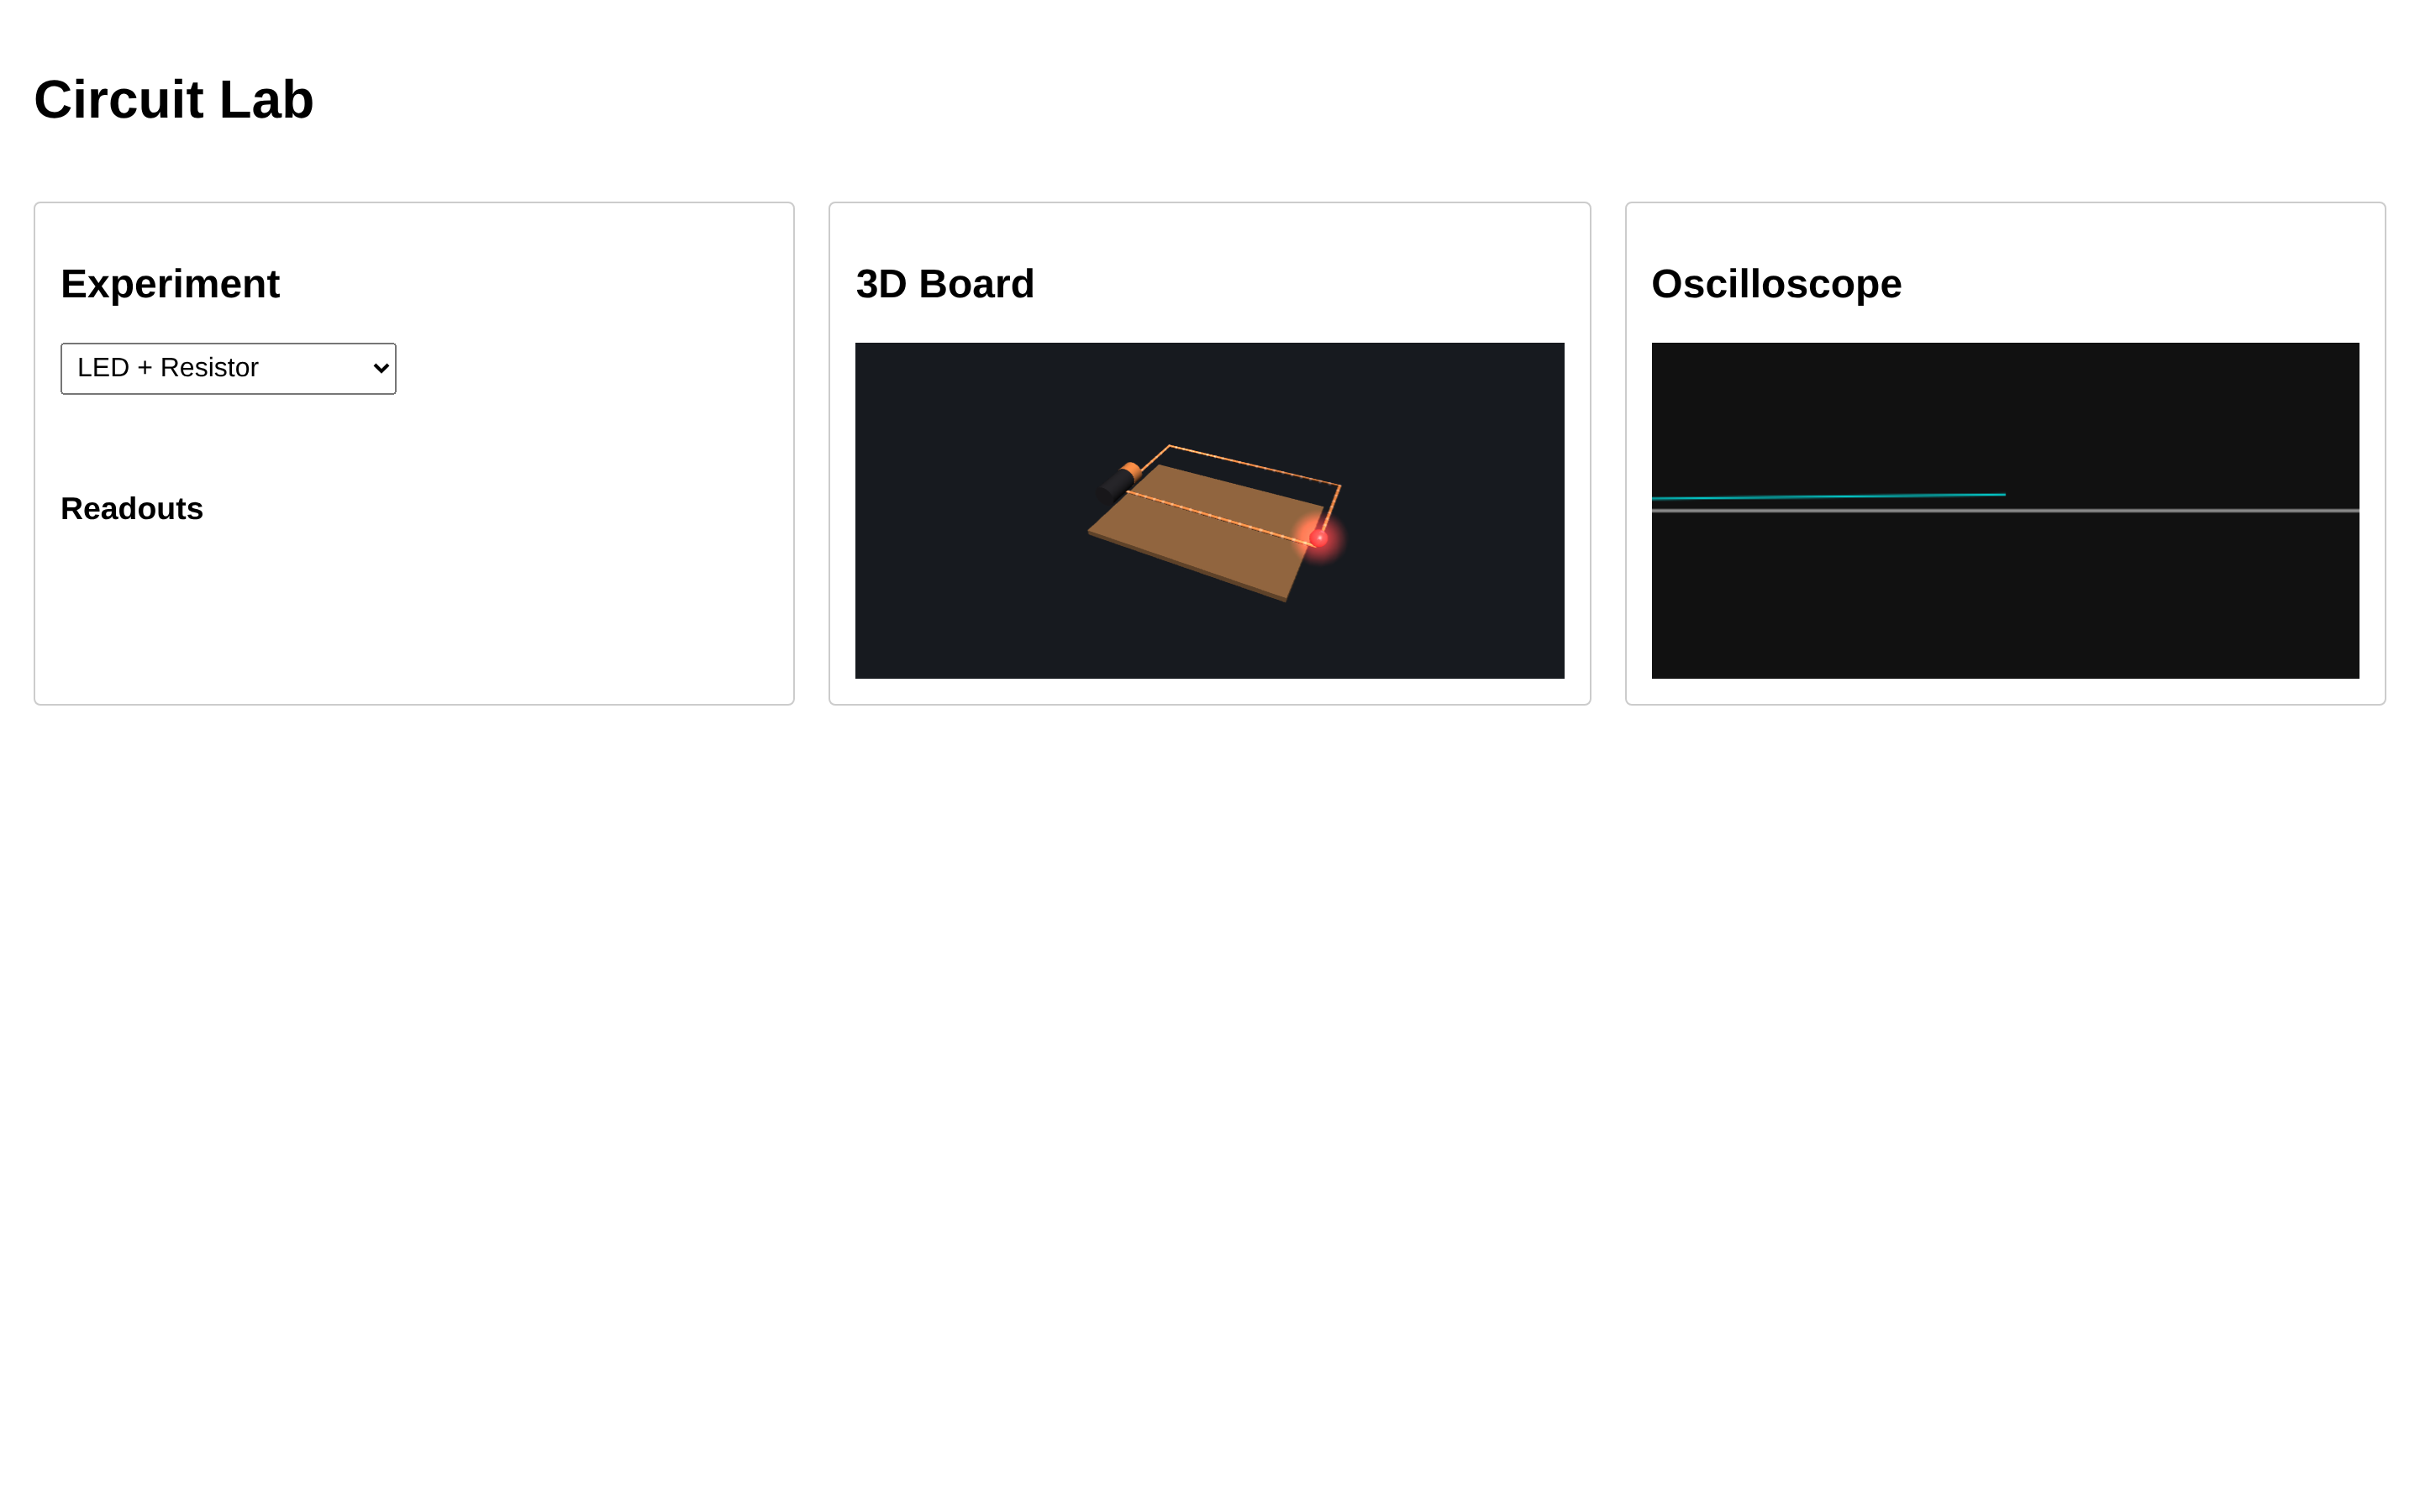 Circuit Lab
Experiment
LED + Resistor
Readouts
3D Board
Oscilloscope